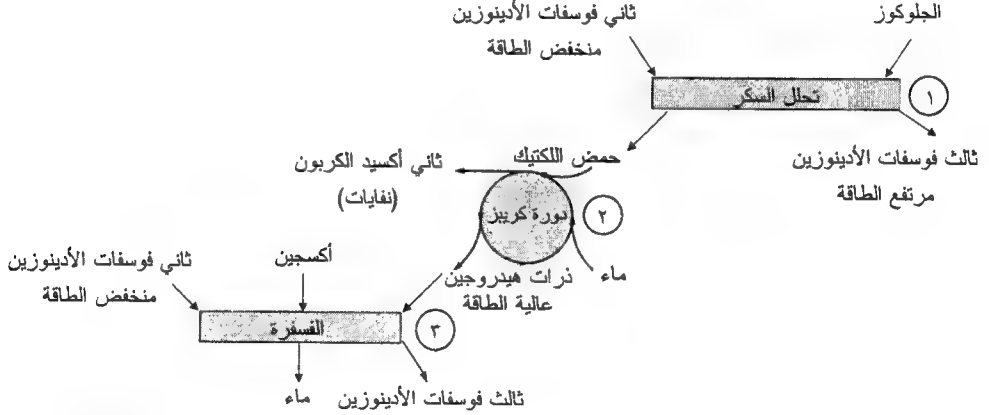 الجلوكوز
ثاني فوسفات الأدينوزين
منخفض الطاقة
تحلل السكر
١
ثالث فوسفات الأدينوزين
مرتفع الطاقة
حمض اللكتيك
ثاني أكسيد الكربون
(نفايات)
دورة كريبز
٢
ماء
ذرات هيدروجين
عالية الطاقة
أكسجين
ثاني فوسفات الأدينوزين
منخفض الطاقة
الفسفرة
٣
ثالث فوسفات الأدينوزين
ماء